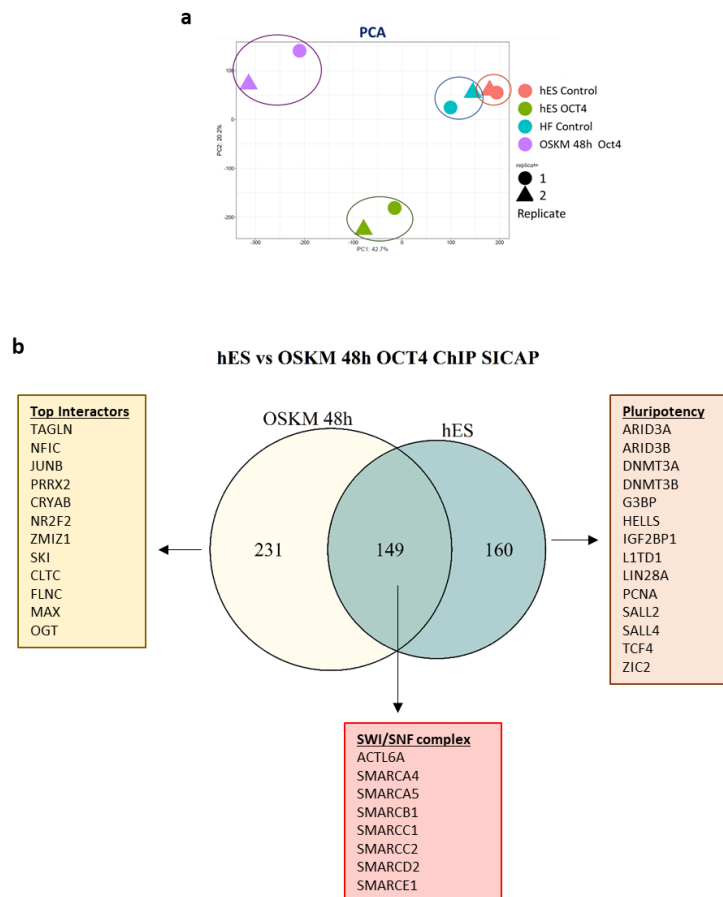 a
PCA
100
0
-100
-200
PC2: 20.2%
-300
-200
-100
0
100
200
PC1: 42.7%
hES Control
hES OCT4
HF Control
OSKM 48h Oct4
replicate
1
2
Replicate
b
hES vs OSKM 48h OCT4 ChIP SICAP
Top Interactors
TAGLN
NFIC
JUNB
PRRX2
CRYAB
NR2F2
ZMIZ1
SKI
CLTC
FLNC
MAX
OGT
OSKM 48h
hES
231
149
160
Pluripotency
ARID3A
ARID3B
DNMT3A
DNMT3B
G3BP
HELLS
IGF2BP1
L1TD1
LIN28A
PCNA
SALL2
SALL4
TCF4
ZIC2
SWI/SNF complex
ACTL6A
SMARCA4
SMARCA5
SMARCB1
SMARCC1
SMARCC2
SMARCD2
SMARCE1